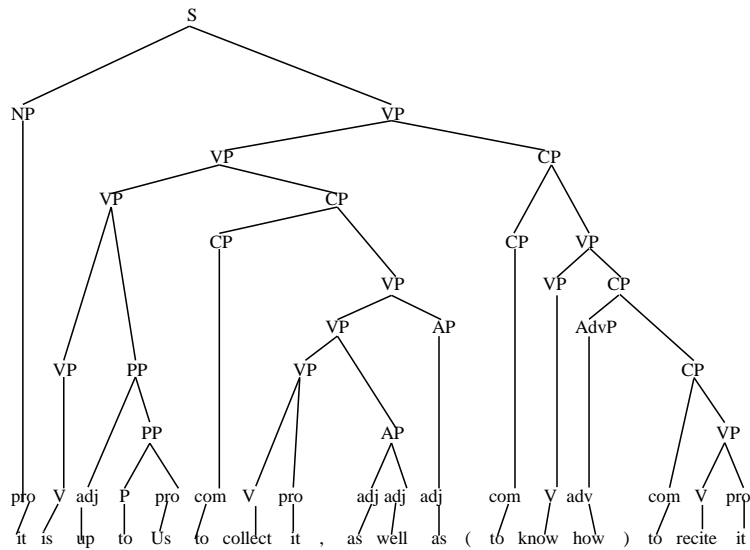 S
NP VP
VP CP
VP CP
CP CP VP
VP VP CP
VP AP AdvP
VP PP VP CP
PP AP VP
pro V adj P pro com V pro adj adj adj com V adv com V pro
it is up to Us to collect it , as well as ( to know how ) to recite it